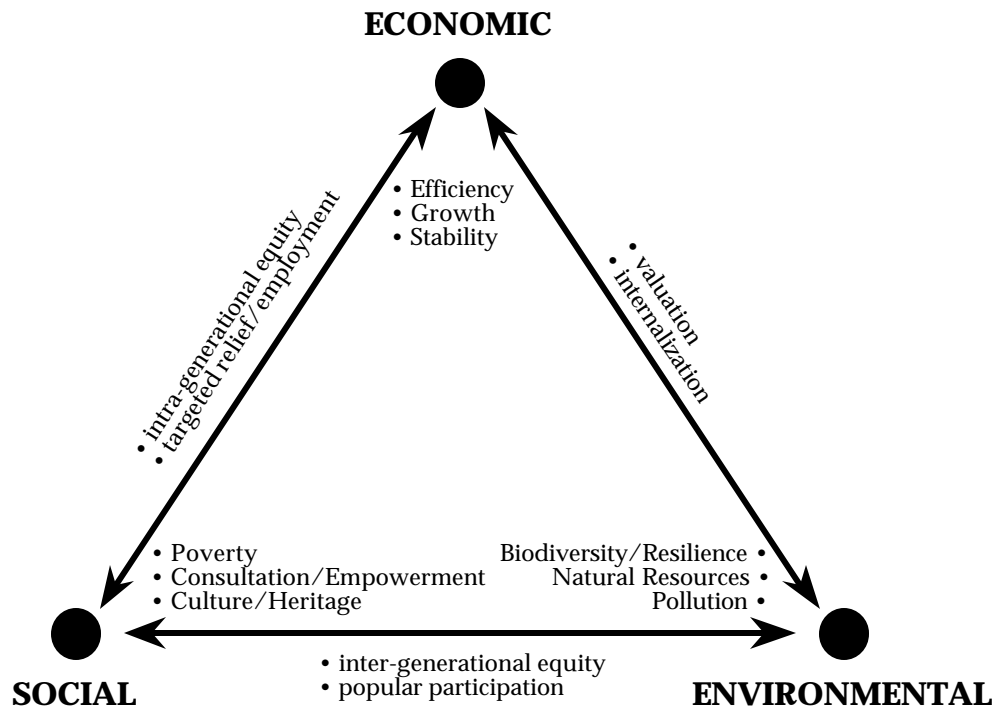 ECONOMIC
• Efficiency
• Growth
• Stability
• intra-generational equity
• targeted relief/employment
• valuation
• internalization
• Poverty
• Consultation/Empowerment
• Culture/Heritage
Biodiversity/Resilience •
Natural Resources •
Pollution •
• inter-generational equity
• popular participation
SOCIAL
ENVIRONMENTAL